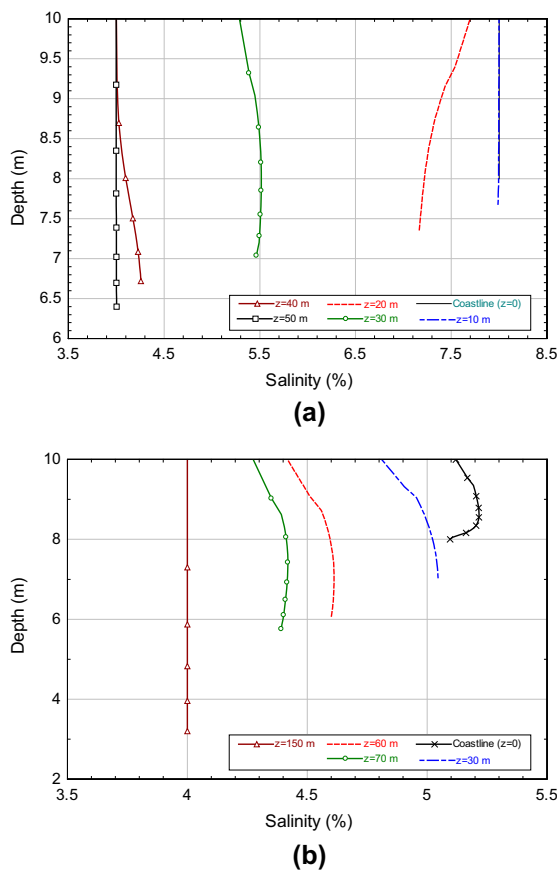 10
9.5
9
8.5
8
7.5
7
6.5
6
Depth (m)
z=40 m z=20 m Coastline (z=0)
z=50 m z=30 m z=10 m
3.5 4.5 5.5 6.5 7.5 8.5
Salinity (%)
(a)
10
8
6
4
2
Depth (m)
z=150 m z=60 m Coastline (z=0)
z=70 m z=30 m
3.5 4 4.5 5 5.5
Salinity (%)
(b)